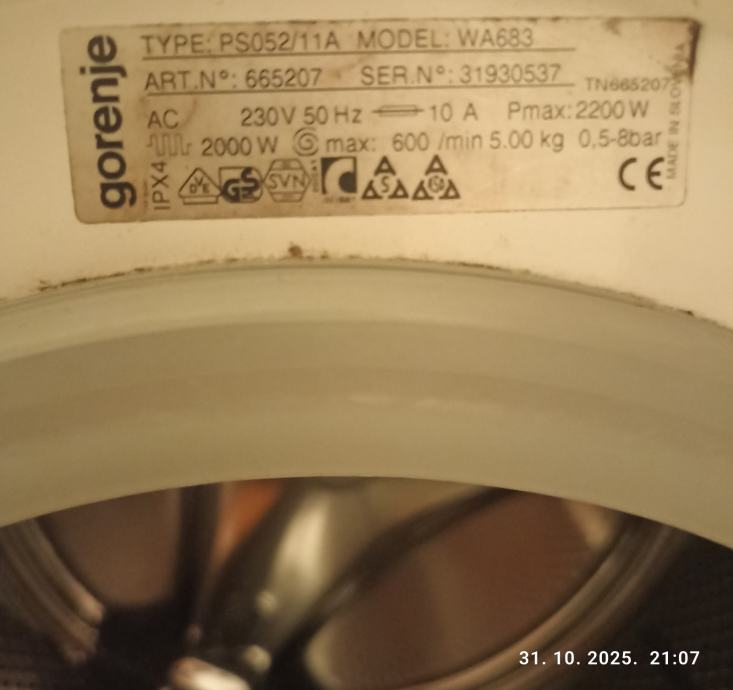 gorenje
TYPE: PS052/11A MODEL: WA683
ART.N°: 665207 SER.N°: 31930537 TN665207
AC 230V 50 Hz 10 A Pmax: 2200 W
2000 W max: 600 /min 5.00 kg 0,5-8bar
IPX4 DVE GS SVN S CE
MADE IN SLOVENIA
31. 10. 2025. 21:07